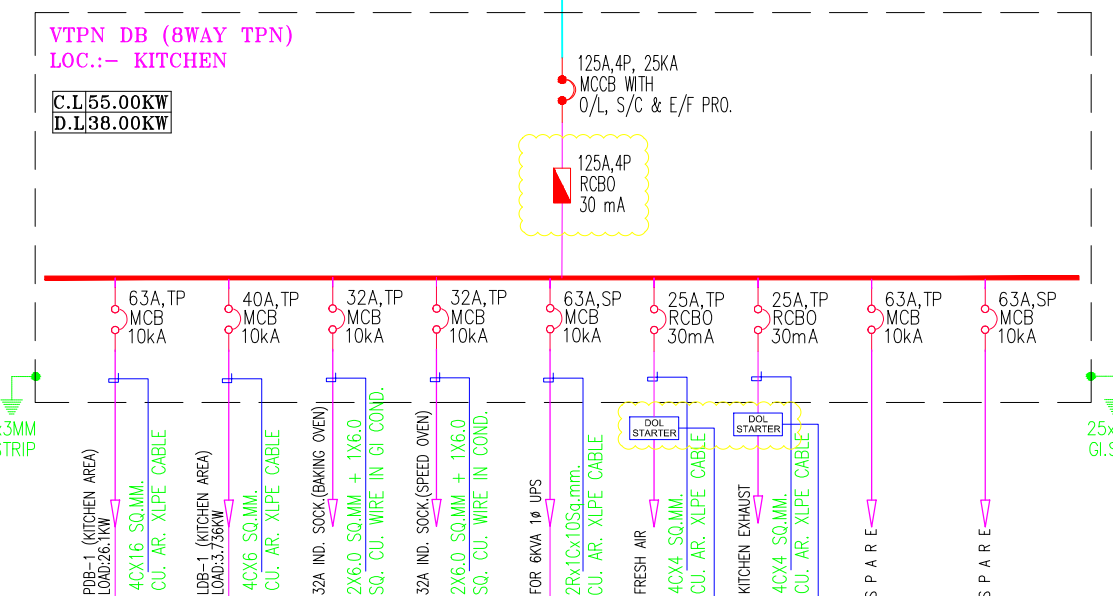 VTPN DB (8WAY TPN)
LOC.:- KITCHEN
C.L 55.00KW
D.L 38.00KW
125A,4P, 25KA
MCCB WITH
O/L, S/C & E/F PRO.
125A,4P
RCBO
30 mA
63A,TP
MCB
10kA
40A,TP
MCB
10kA
32A,TP
MCB
10kA
32A,TP
MCB
10kA
63A,SP
MCB
10kA
25A,TP
RCBO
30mA
25A,TP
RCBO
30mA
63A,TP
MCB
10kA
63A,SP
MCB
10kA
3MM
STRIP
25x
GI.S
DOL
STARTER
DOL
STARTER
PDB-1 (KITCHEN AREA)
LOAD:26.1KW
4CX16 SQ.MM.
CU. AR. XLPE CABLE
LDB-1 (KITCHEN AREA)
LOAD:3.736KW
4CX6 SQ.MM.
CU. AR. XLPE CABLE
32A IND. SOCK.(BAKING OVEN)
2X6.0 SQ.MM + 1X6.0
SQ. CU. WIRE IN GI COND.
32A IND. SOCK.(SPEED OVEN)
2X6.0 SQ.MM + 1X6.0
SQ. CU. WIRE IN COND.
FOR 6KVA 1ø UPS
2Rx1Cx10Sq.mm.
CU. AR. XLPE CABLE
FRESH AIR
4CX4 SQ.MM.
CU. AR. XLPE CABLE
KITCHEN EXHAUST
4CX4 SQ.MM.
CU. AR. XLPE CABLE
SPARE
SPARE